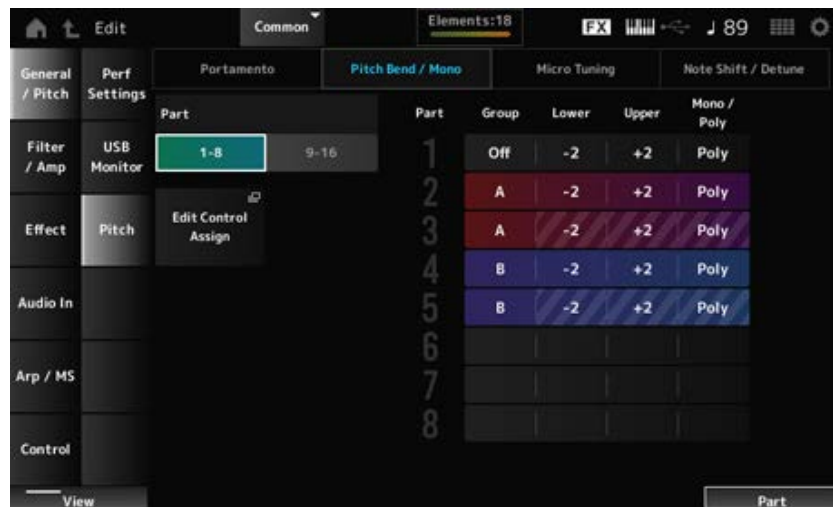 Edit
Common
Elements:18
FX
89
General / Pitch
Perf Settings
Portamento
Pitch Bend / Mono
Micro Tuning
Note Shift / Detune
Part
Part
Group
Lower
Upper
Mono / Poly
Filter / Amp
USB Monitor
1-8
9-16
1 Off -2 +2 Poly
2 A -2 +2 Poly
Effect
Pitch
Edit Control Assign
3 A -2 +2 Poly
4 B -2 +2 Poly
Audio In
5 B -2 +2 Poly
6
Arp / MS
7
8
Control
View
Part